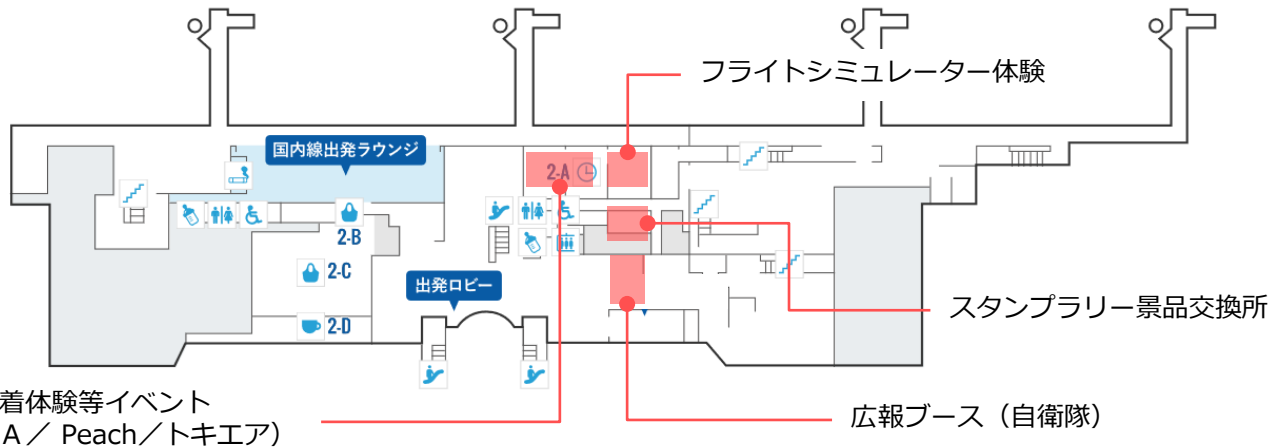 フライトシミュレーター体験
国内線出発ラウンジ
2-A
2-B
2-C
出発ロビー
スタンプラリー景品交換所
2-D
着体験等イベント
広報ブース（自衛隊）
A／ Peach／トキエア）